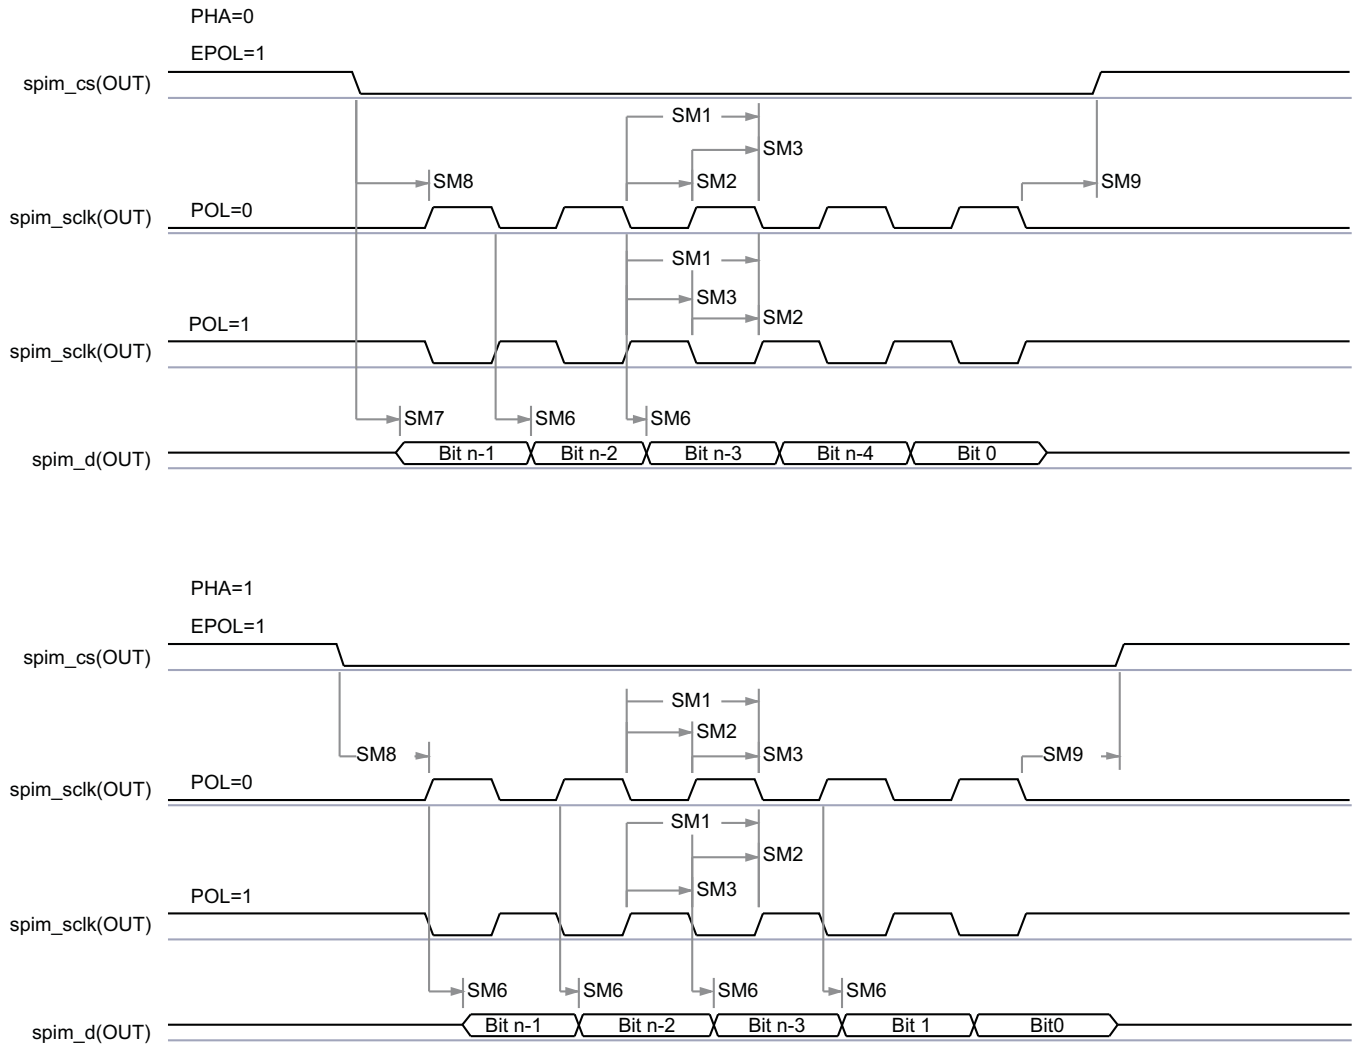 PHA=0
EPOL=1
spim_cs(OUT)
SM1
SM3
SM8
SM2
SM9
POL=0
spim_sclk(OUT)
SM1
SM3
SM2
POL=1
spim_sclk(OUT)
SM7
SM6
SM6
spim_d(OUT)
Bit n-1
Bit n-2
Bit n-3
Bit n-4
Bit 0
PHA=1
EPOL=1
spim_cs(OUT)
SM1
SM2
SM8
SM3
SM9
POL=0
spim_sclk(OUT)
SM1
SM2
SM3
POL=1
spim_sclk(OUT)
SM6
SM6
SM6
SM6
spim_d(OUT)
Bit n-1
Bit n-2
Bit n-3
Bit 1
Bit0